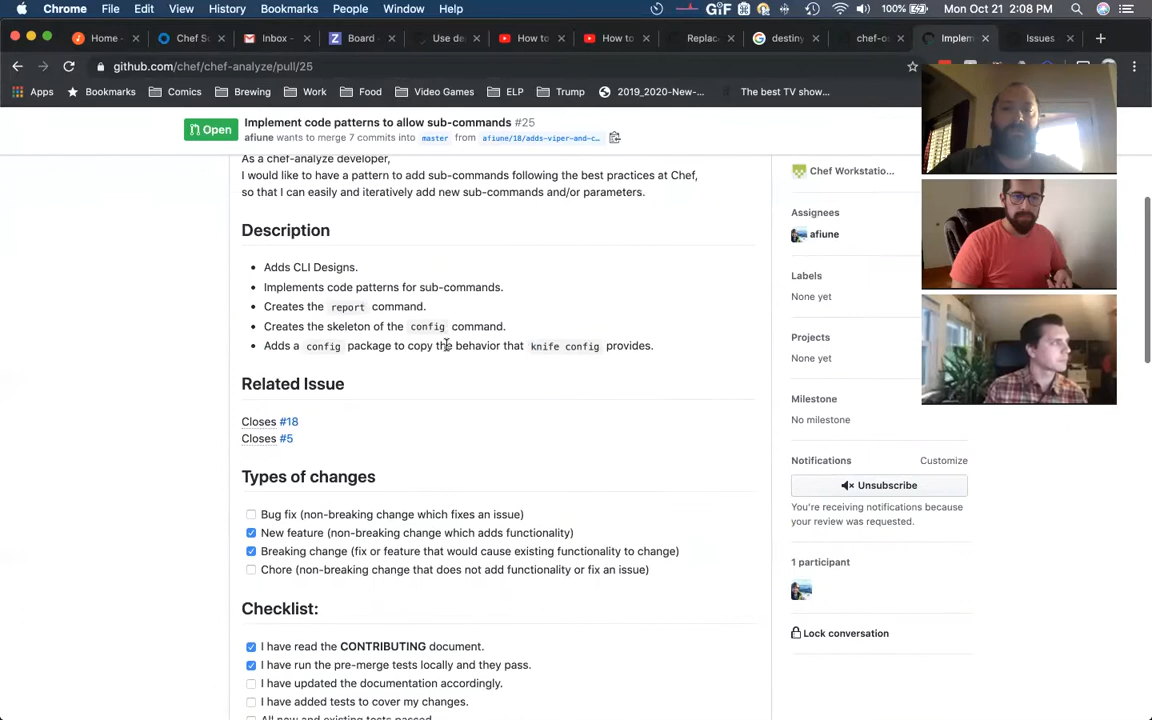 Chrome File Edit View History Bookmarks People Window Help GIF 100% Mon Oct 21 2:08 PM
Home - Chef S Inbox - Board - Use de How to How to Replac destiny chef-o Implem Issues
github.com/chef/chef-analyze/pull/25
Apps Bookmarks Comics Brewing Work Food Video Games ELP Trump 2019_2020-New-... The best TV show...
Open
Implement code patterns to allow sub-commands #25
afiune wants to merge 7 commits into master from afiune/18/adds-viper-and-c...
As a chef-analyze developer,
I would like to have a pattern to add sub-commands following the best practices at Chef,
so that I can easily and iteratively add new sub-commands and/or parameters.
Description
Adds CLI Designs.
Implements code patterns for sub-commands.
Creates the report command.
Creates the skeleton of the config command.
Adds a config package to copy the behavior that knife config provides.
Related Issue
Closes #18
Closes #5
Types of changes
Bug fix (non-breaking change which fixes an issue)
New feature (non-breaking change which adds functionality)
Breaking change (fix or feature that would cause existing functionality to change)
Chore (non-breaking change that does not add functionality or fix an issue)
Checklist:
I have read the CONTRIBUTING document.
I have run the pre-merge tests locally and they pass.
I have updated the documentation accordingly.
I have added tests to cover my changes.
All new and existing tests passed.
Chef Workstatio...
Assignees
afiune
Labels
None yet
Projects
None yet
Milestone
No milestone
Notifications Customize
Unsubscribe
You're receiving notifications because
your review was requested.
1 participant
Lock conversation